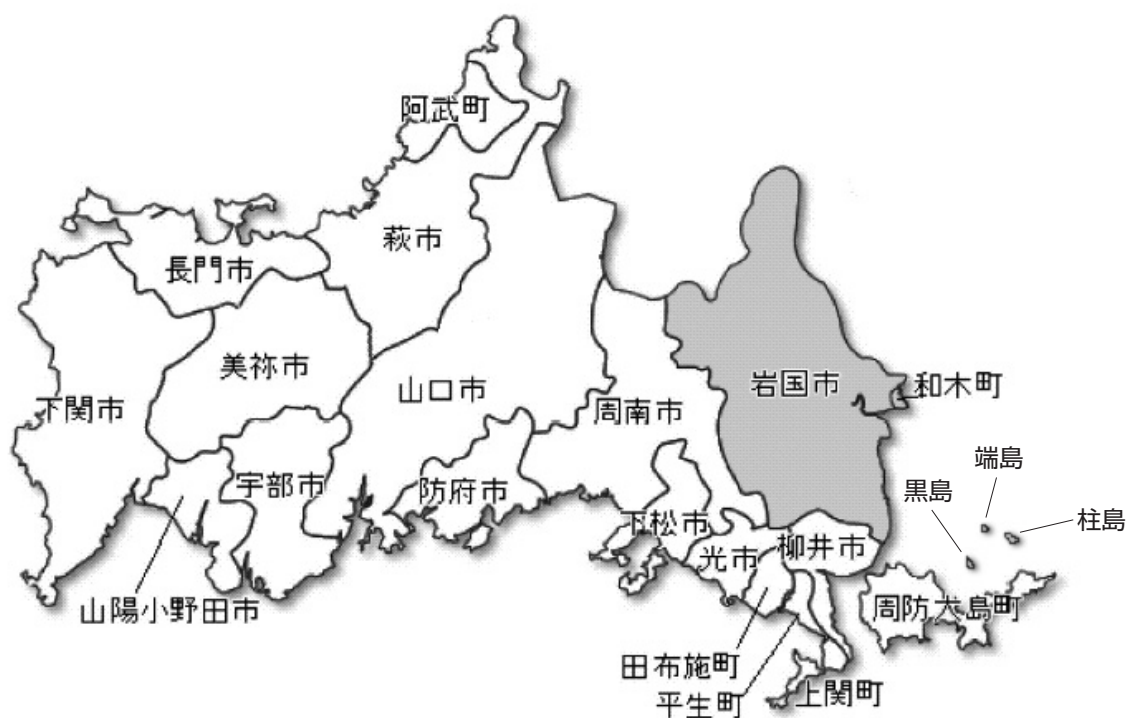 阿武町
萩市
長門市
美祢市
岩国市
和木町
山口市
下関市
周南市
端島
宇部市
防府市
黒島
柱島
下松市
柳井市
光市
山陽小野田市
周防大島町
田布施町
平生町
上関町